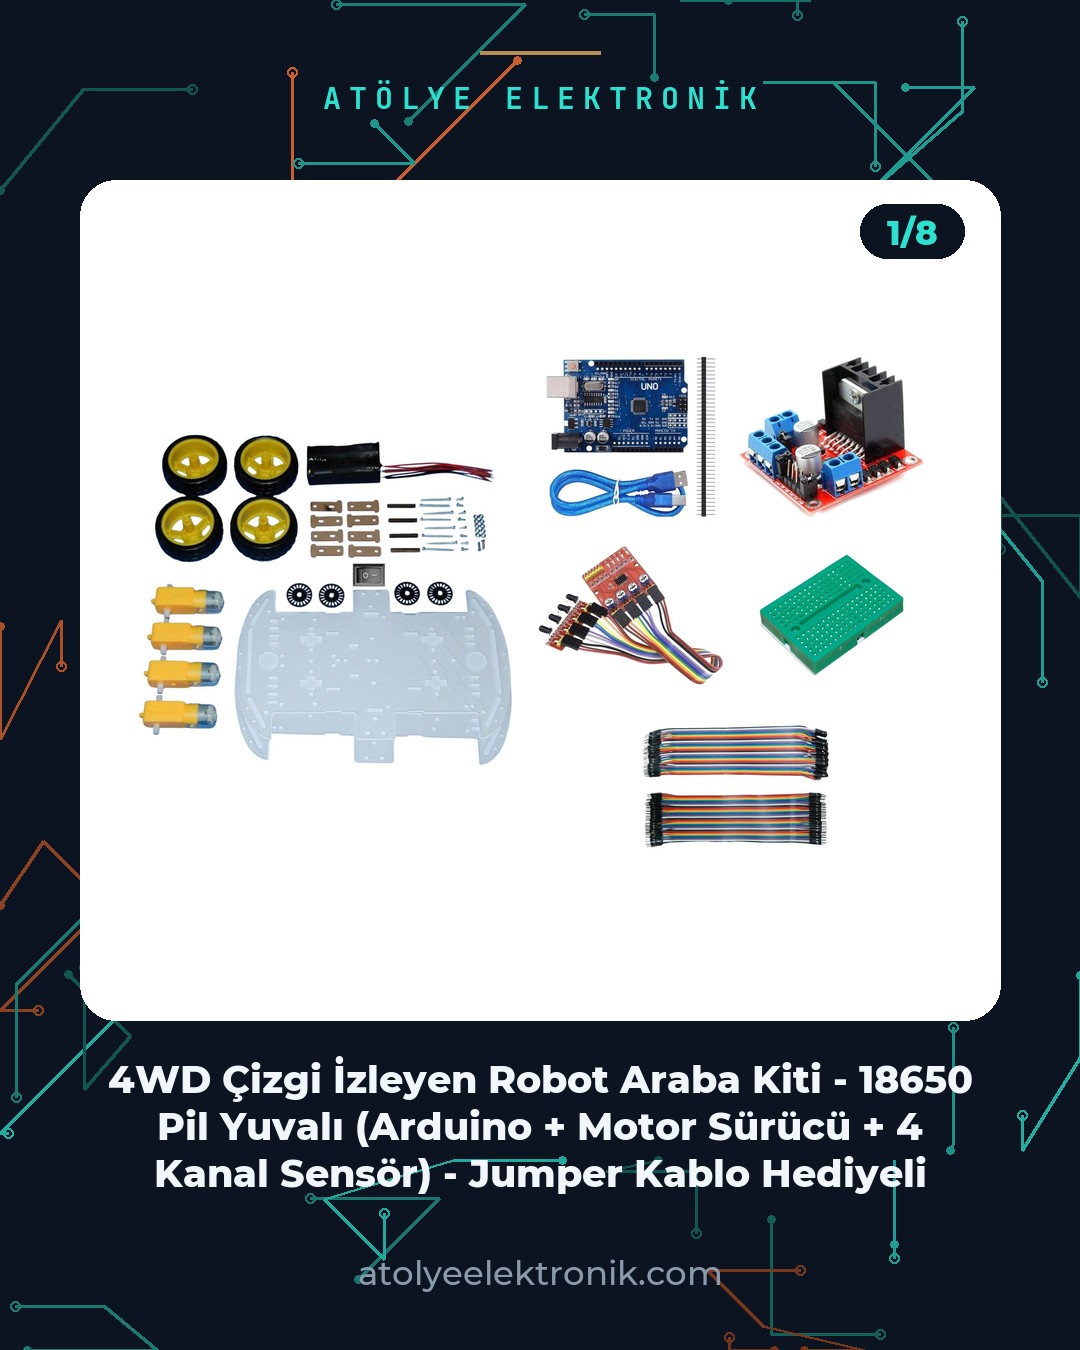 ATÖLYE ELEKTRONİK
1/8
UNO
4WD Çizgi İzleyen Robot Araba Kiti - 18650
Pil Yuvalı (Arduino + Motor Sürücü + 4
Kanal Sensör) - Jumper Kablo Hediyeli
atolyeelektronik.com